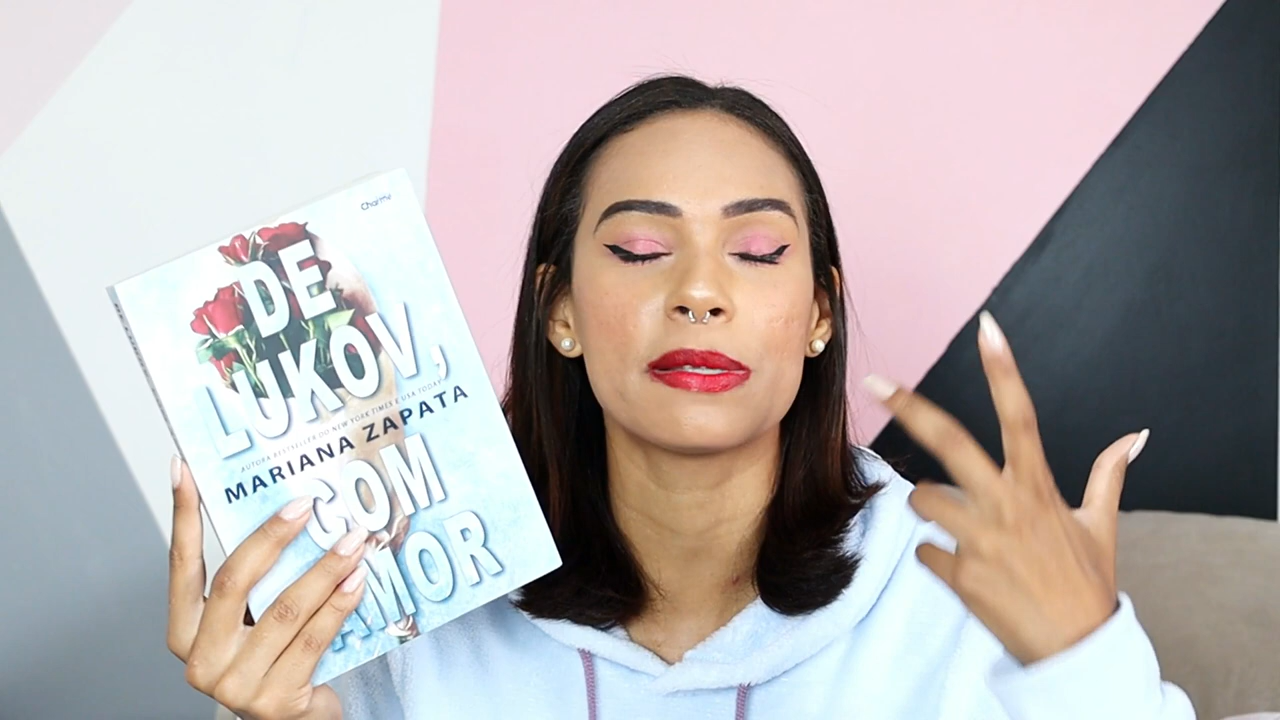 Charme
DE
LUKOV,
AUTORA BESTSELLER DO NEW YORK TIMES E USA TODAY
MARIANA ZAPATA
COM
AMOR